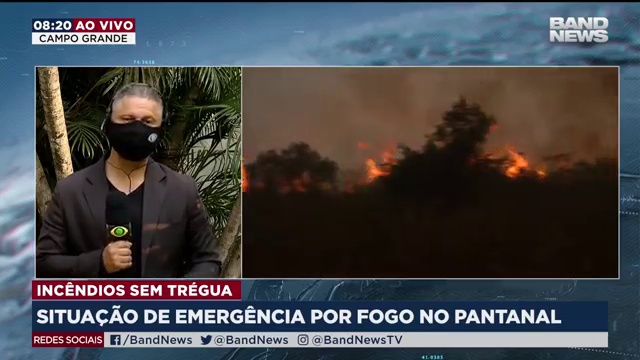 08:20 AO VIVO
CAMPO GRANDE
BAND
NEWS
INCÊNDIOS SEM TRÉGUA
SITUAÇÃO DE EMERGÊNCIA POR FOGO NO PANTANAL
REDES SOCIAIS /BandNews /BandNews @BandNewsTV